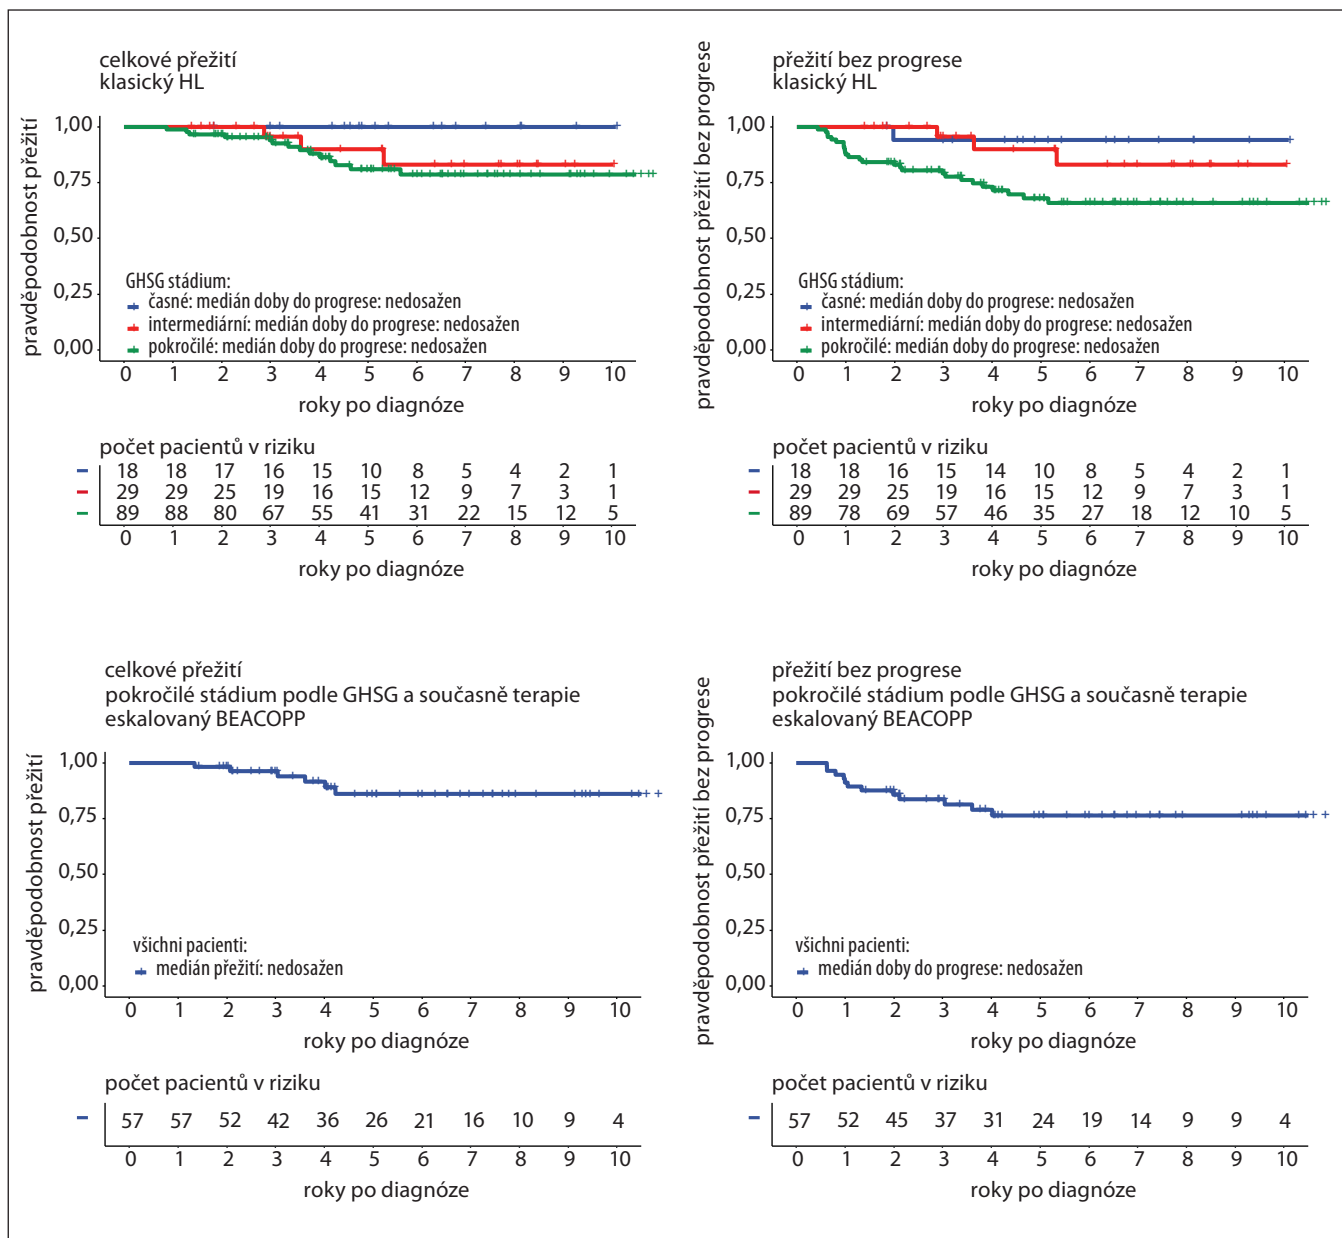 celkové přežití
klasický HL
pravděpodobnost přežití
1,00
0,75
0,50
0,25
0,00
GHSG stádium:
časné: medián doby do progrese: nedosažen
intermediární: medián doby do progrese: nedosažen
pokročilé: medián doby do progrese: nedosažen
0 1 2 3 4 5 6 7 8 9 10
roky po diagnóze
počet pacientů v riziku
18 18 17 16 15 10 8 5 4 2 1
29 29 25 19 16 15 12 9 7 3 1
89 88 80 67 55 41 31 22 15 12 5
0 1 2 3 4 5 6 7 8 9 10
roky po diagnóze
přežití bez progrese
klasický HL
pravděpodobnost přežití bez progrese
1,00
0,75
0,50
0,25
0,00
GHSG stádium:
časné: medián doby do progrese: nedosažen
intermediární: medián doby do progrese: nedosažen
pokročilé: medián doby do progrese: nedosažen
0 1 2 3 4 5 6 7 8 9 10
roky po diagnóze
počet pacientů v riziku
18 18 16 15 14 10 8 5 4 2 1
29 29 25 19 16 15 12 9 7 3 1
89 78 69 57 46 35 27 18 12 10 5
0 1 2 3 4 5 6 7 8 9 10
roky po diagnóze
celkové přežití
pokročilé stádium podle GHSG a současně terapie
eskalovaný BEACOPP
pravděpodobnost přežití
1,00
0,75
0,50
0,25
0,00
všichni pacienti:
medián přežití: nedosažen
0 1 2 3 4 5 6 7 8 9 10
roky po diagnóze
počet pacientů v riziku
57 57 52 42 36 26 21 16 10 9 4
0 1 2 3 4 5 6 7 8 9 10
roky po diagnóze
přežití bez progrese
pokročilé stádium podle GHSG a současně terapie
eskalovaný BEACOPP
pravděpodobnost přežití bez progrese
1,00
0,75
0,50
0,25
0,00
všichni pacienti:
medián doby do progrese: nedosažen
0 1 2 3 4 5 6 7 8 9 10
roky po diagnóze
počet pacientů v riziku
57 52 45 37 31 24 19 14 9 9 4
0 1 2 3 4 5 6 7 8 9 10
roky po diagnóze